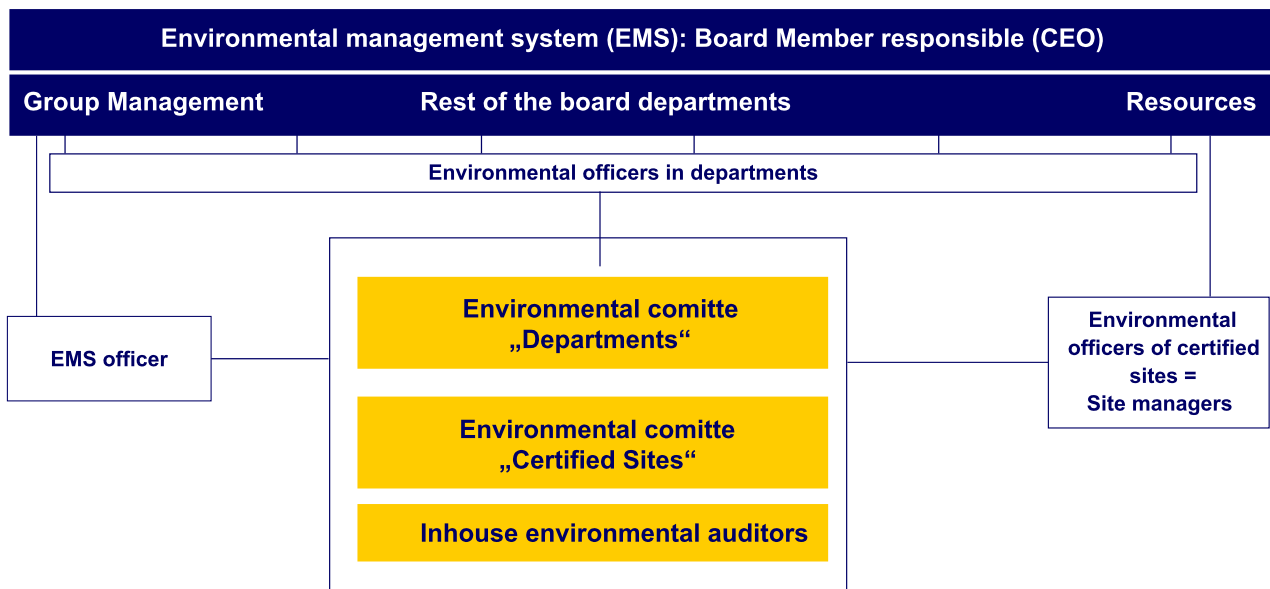 Environmental management system (EMS): Board Member responsible (CEO)
Group Management
Rest of the board departments
Resources
Environmental officers in departments
Environmental comitte
„Departments“
EMS officer
Environmental
officers of certified
sites =
Site managers
Environmental comitte
„Certified Sites“
Inhouse environmental auditors